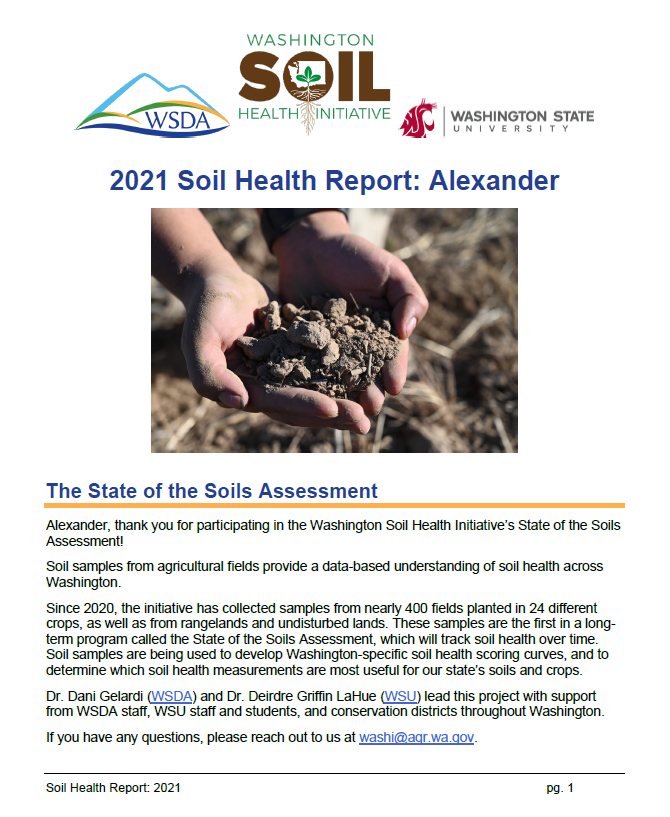 WASHINGTON
SOIL
HEALTH INITIATIVE
WSDA
WASHINGTON STATE
UNIVERSITY
2021 Soil Health Report: Alexander
The State of the Soils Assessment
Alexander, thank you for participating in the Washington Soil Health Initiative’s State of the Soils
Assessment!
Soil samples from agricultural fields provide a data-based understanding of soil health across
Washington.
Since 2020, the initiative has collected samples from nearly 400 fields planted in 24 different
crops, as well as from rangelands and undisturbed lands. These samples are the first in a long-
term program called the State of the Soils Assessment, which will track soil health over time.
Soil samples are being used to develop Washington-specific soil health scoring curves, and to
determine which soil health measurements are most useful for our state’s soils and crops.
Dr. Dani Gelardi (WSDA) and Dr. Deirdre Griffin LaHue (WSU) lead this project with support
from WSDA staff, WSU staff and students, and conservation districts throughout Washington.
If you have any questions, please reach out to us at washi@agr.wa.gov.
Soil Health Report: 2021 pg. 1